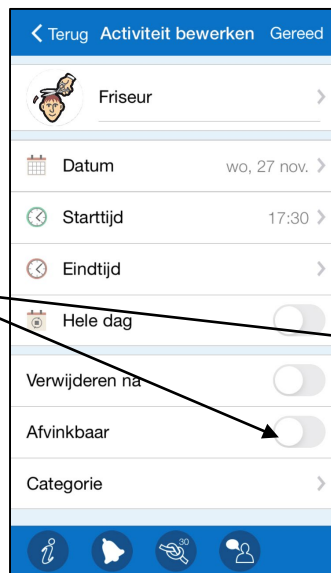 Terug Activiteit bewerken Gereed
Friseur
Datum wo, 27 nov.
Starttijd 17:30
Eindtijd
Hele dag
Verwijderen na
Afvinkbaar
Categorie
30